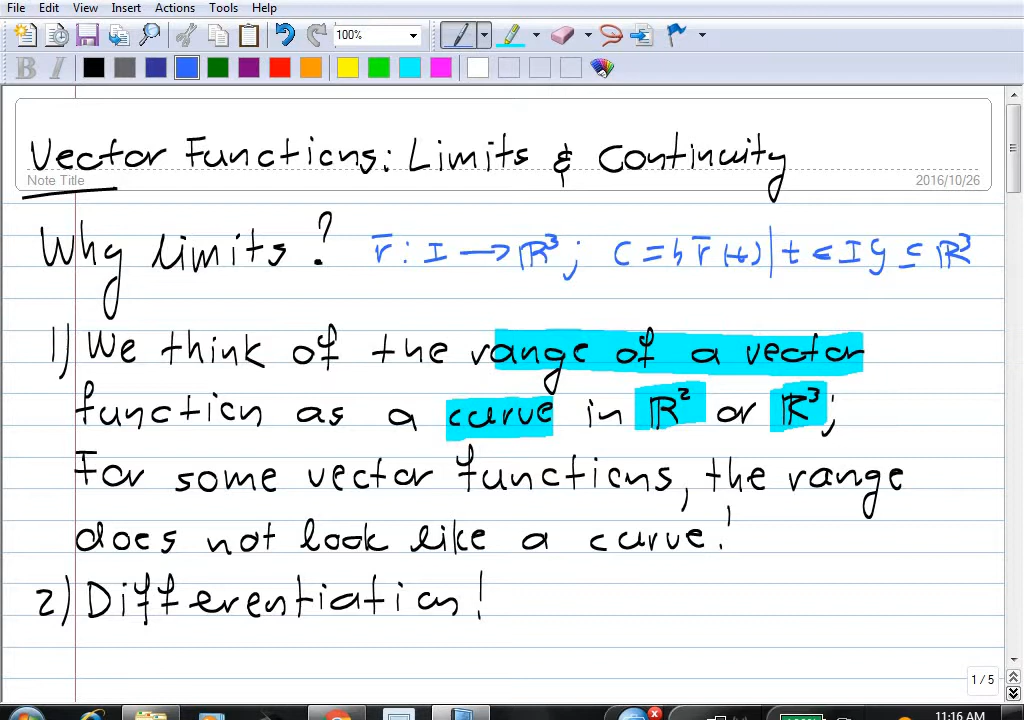 File Edit View Insert Actions Tools Help
100%
B I
Vector Functions: Limits & Continuity
Note Title 2016/10/26
Why limits? r̄ : I → ℝ³; C = { r̄(t) | t ∈ I } ⊆ ℝ³
1) We think of the range of a vector
function as a curve in ℝ² or ℝ³;
For some vector functions, the range
does not look like a curve!
2) Differentiation!
1 / 5
11:16 AM